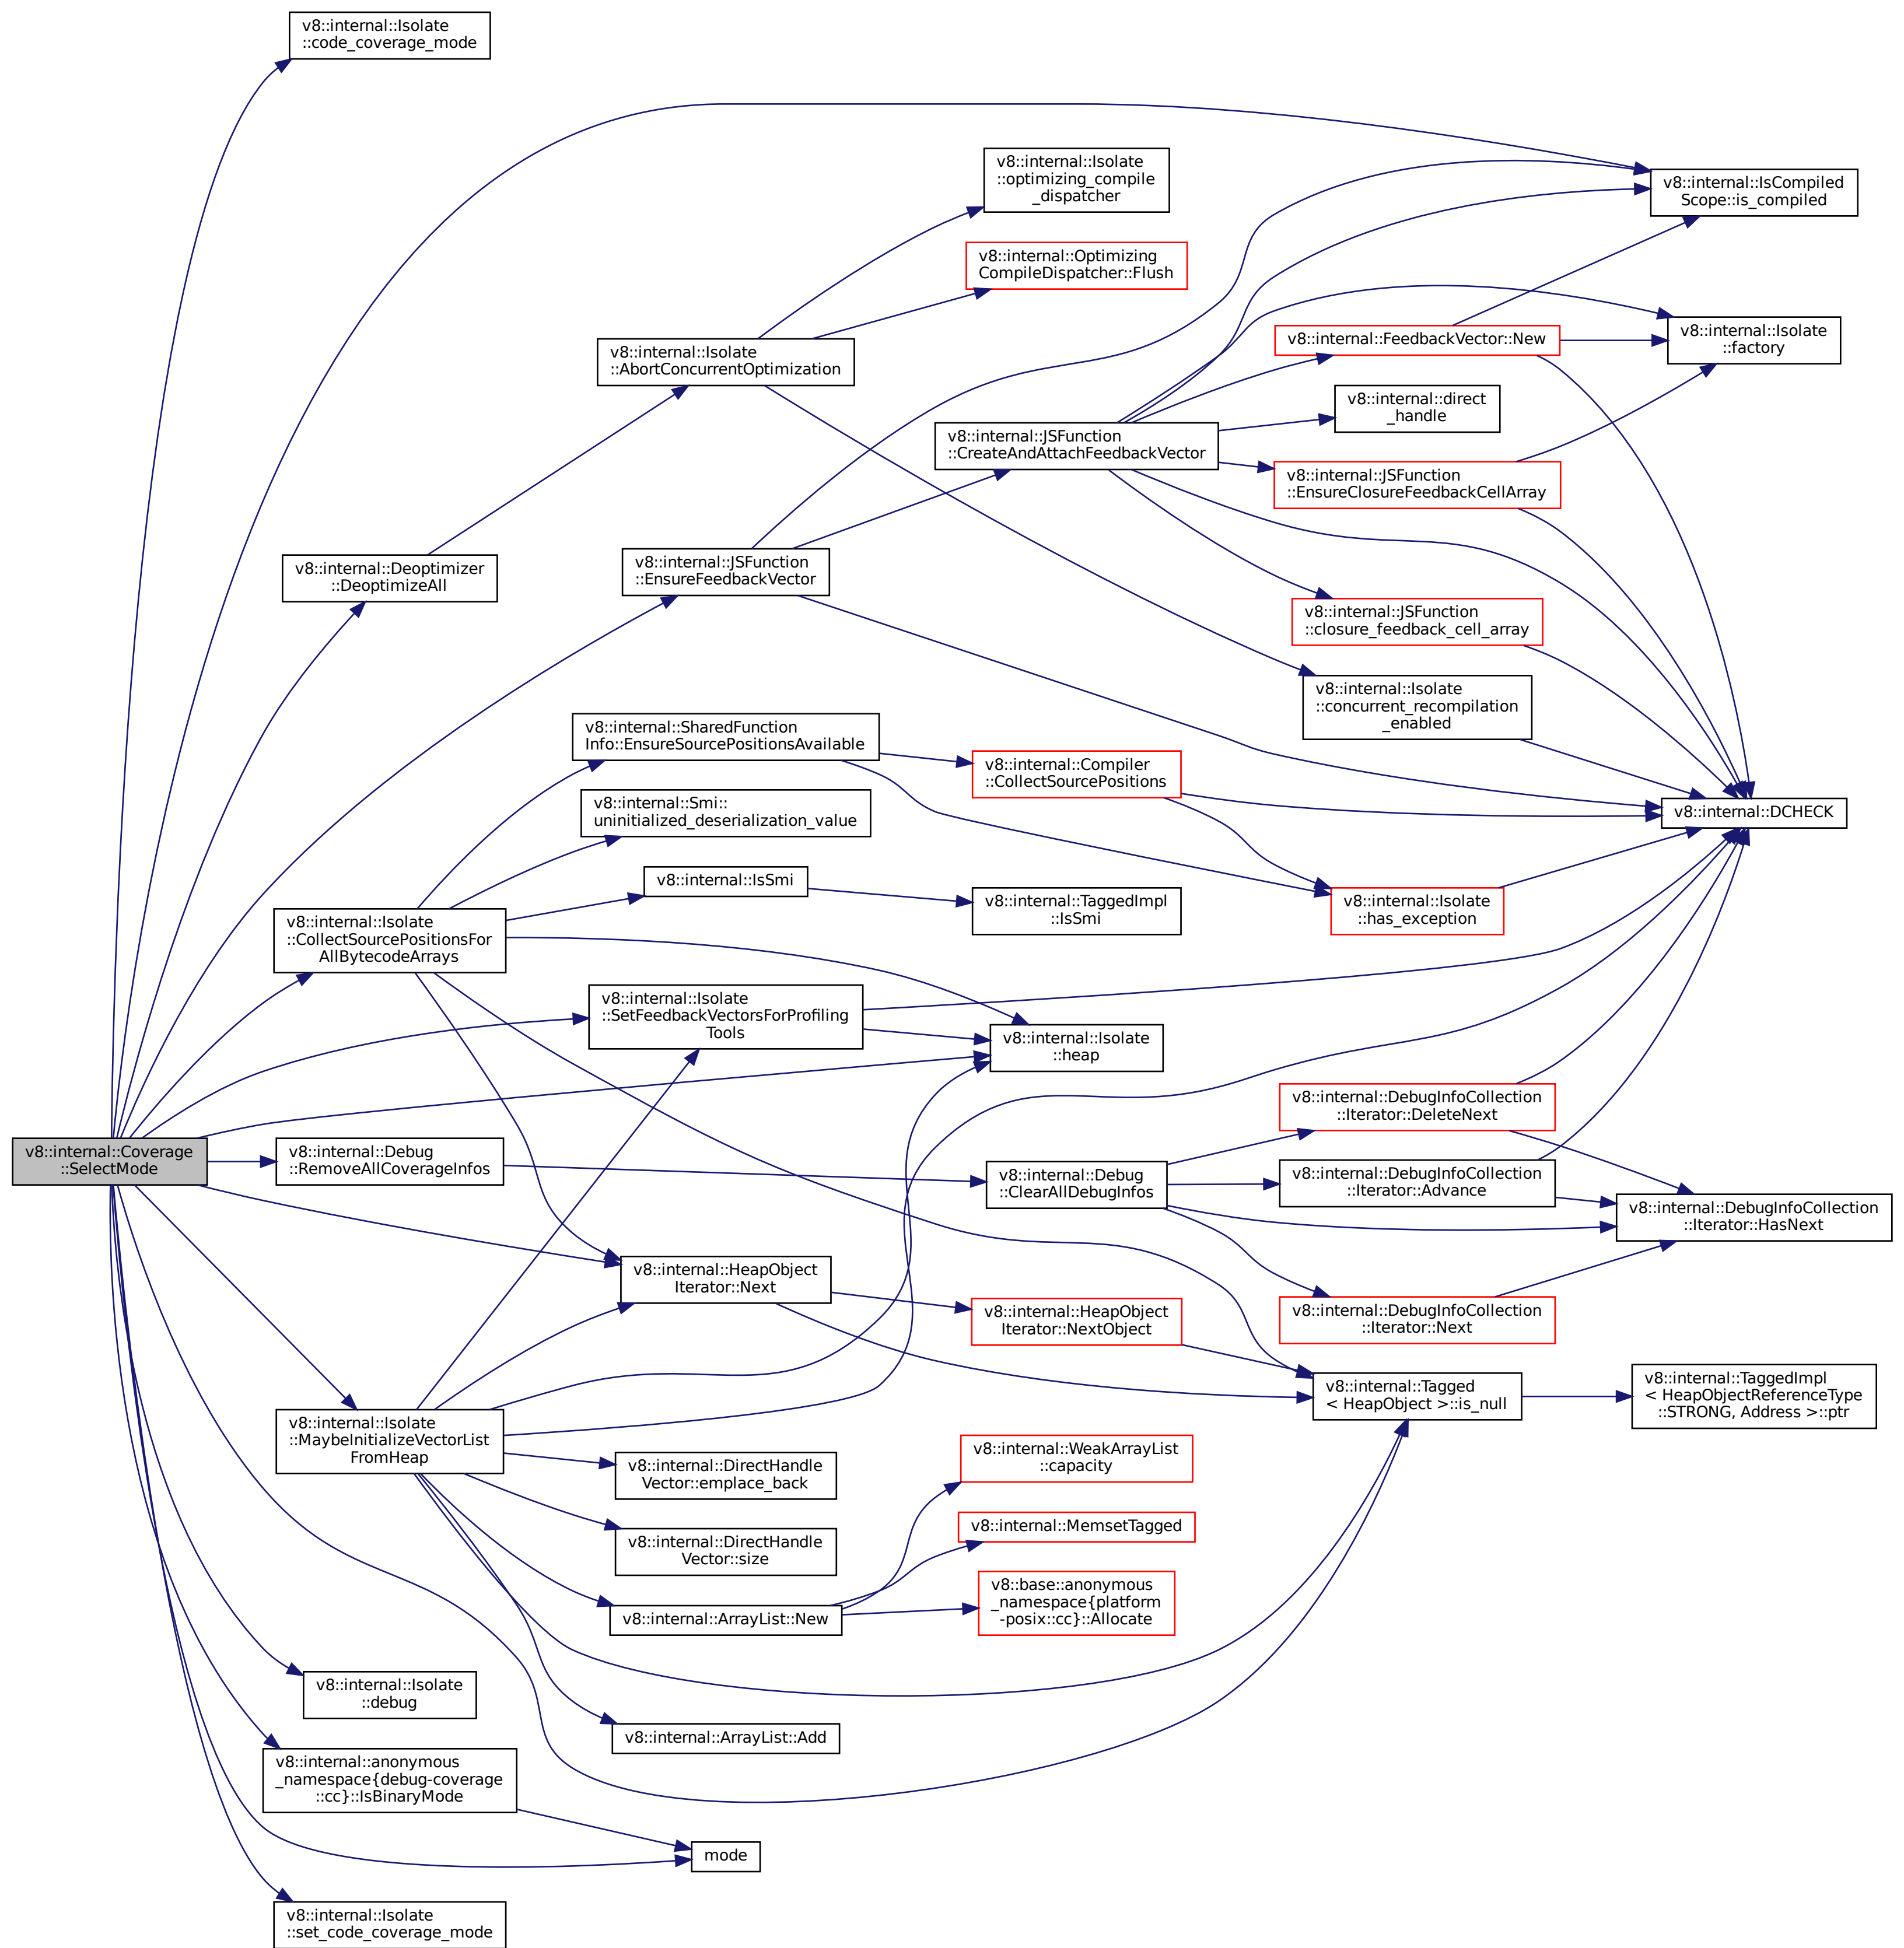 v8::internal::Isolate
::code_coverage_mode
v8::internal::Isolate
::optimizing_compile
_dispatcher
v8::internal::IsCompiled
Scope::is_compiled
v8::internal::Optimizing
CompileDispatcher::Flush
v8::internal::Isolate
::factory
v8::internal::FeedbackVector::New
v8::internal::Isolate
::AbortConcurrentOptimization
v8::internal::direct
_handle
v8::internal::JSFunction
::CreateAndAttachFeedbackVector
v8::internal::JSFunction
::EnsureClosureFeedbackCellArray
v8::internal::Deoptimizer
::DeoptimizeAll
v8::internal::JSFunction
::EnsureFeedbackVector
v8::internal::JSFunction
::closure_feedback_cell_array
v8::internal::Isolate
::concurrent_recompilation
_enabled
v8::internal::SharedFunction
Info::EnsureSourcePositionsAvailable
v8::internal::Compiler
::CollectSourcePositions
v8::internal::DCHECK
v8::internal::Smi::
uninitialized_deserialization_value
v8::internal::IsSmi
v8::internal::TaggedImpl
::IsSmi
v8::internal::Isolate
::has_exception
v8::internal::Isolate
::CollectSourcePositionsFor
AllBytecodeArrays
v8::internal::Isolate
::SetFeedbackVectorsForProfiling
Tools
v8::internal::Isolate
::heap
v8::internal::DebugInfoCollection
::Iterator::DeleteNext
v8::internal::Coverage
::SelectMode
v8::internal::Debug
::RemoveAllCoverageInfos
v8::internal::Debug
::ClearAllDebugInfos
v8::internal::DebugInfoCollection
::Iterator::Advance
v8::internal::DebugInfoCollection
::Iterator::HasNext
v8::internal::HeapObject
Iterator::Next
v8::internal::HeapObject
Iterator::NextObject
v8::internal::DebugInfoCollection
::Iterator::Next
v8::internal::Tagged
< HeapObject >::is_null
v8::internal::TaggedImpl
< HeapObjectReferenceType
::STRONG, Address >::ptr
v8::internal::Isolate
::MaybeInitializeVectorList
FromHeap
v8::internal::DirectHandle
Vector::emplace_back
v8::internal::WeakArrayList
::capacity
v8::internal::DirectHandle
Vector::size
v8::internal::MemsetTagged
v8::internal::ArrayList::New
v8::base::anonymous
_namespace{platform
-posix::cc}::Allocate
v8::internal::Isolate
::debug
v8::internal::ArrayList::Add
v8::internal::anonymous
_namespace{debug-coverage
::cc}::IsBinaryMode
mode
v8::internal::Isolate
::set_code_coverage_mode